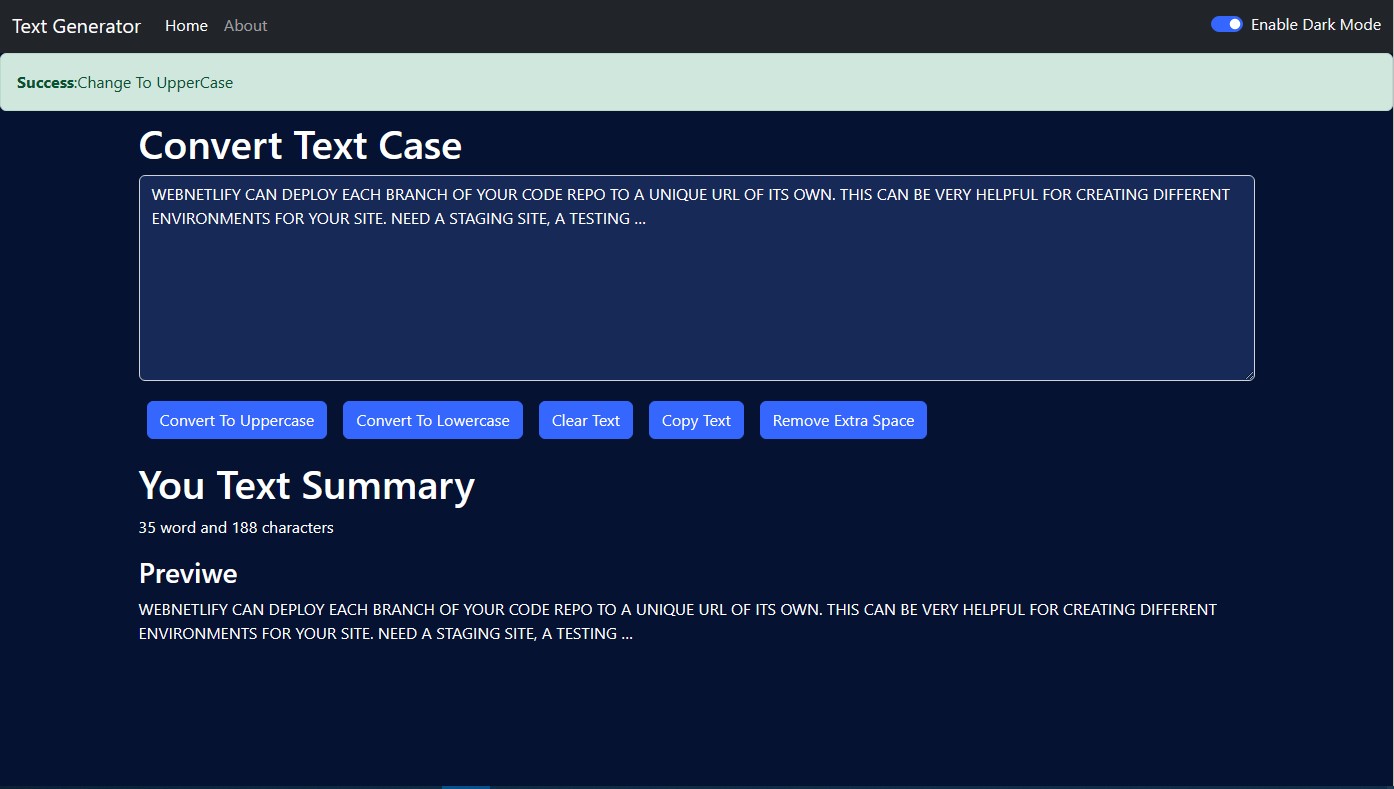 Text Generator Home About Enable Dark Mode
Success:Change To UpperCase
Convert Text Case
WEBNETLIFY CAN DEPLOY EACH BRANCH OF YOUR CODE REPO TO A UNIQUE URL OF ITS OWN. THIS CAN BE VERY HELPFUL FOR CREATING DIFFERENT
ENVIRONMENTS FOR YOUR SITE. NEED A STAGING SITE, A TESTING ...
Convert To Uppercase Convert To Lowercase Clear Text Copy Text Remove Extra Space
You Text Summary
35 word and 188 characters
Previwe
WEBNETLIFY CAN DEPLOY EACH BRANCH OF YOUR CODE REPO TO A UNIQUE URL OF ITS OWN. THIS CAN BE VERY HELPFUL FOR CREATING DIFFERENT
ENVIRONMENTS FOR YOUR SITE. NEED A STAGING SITE, A TESTING ...